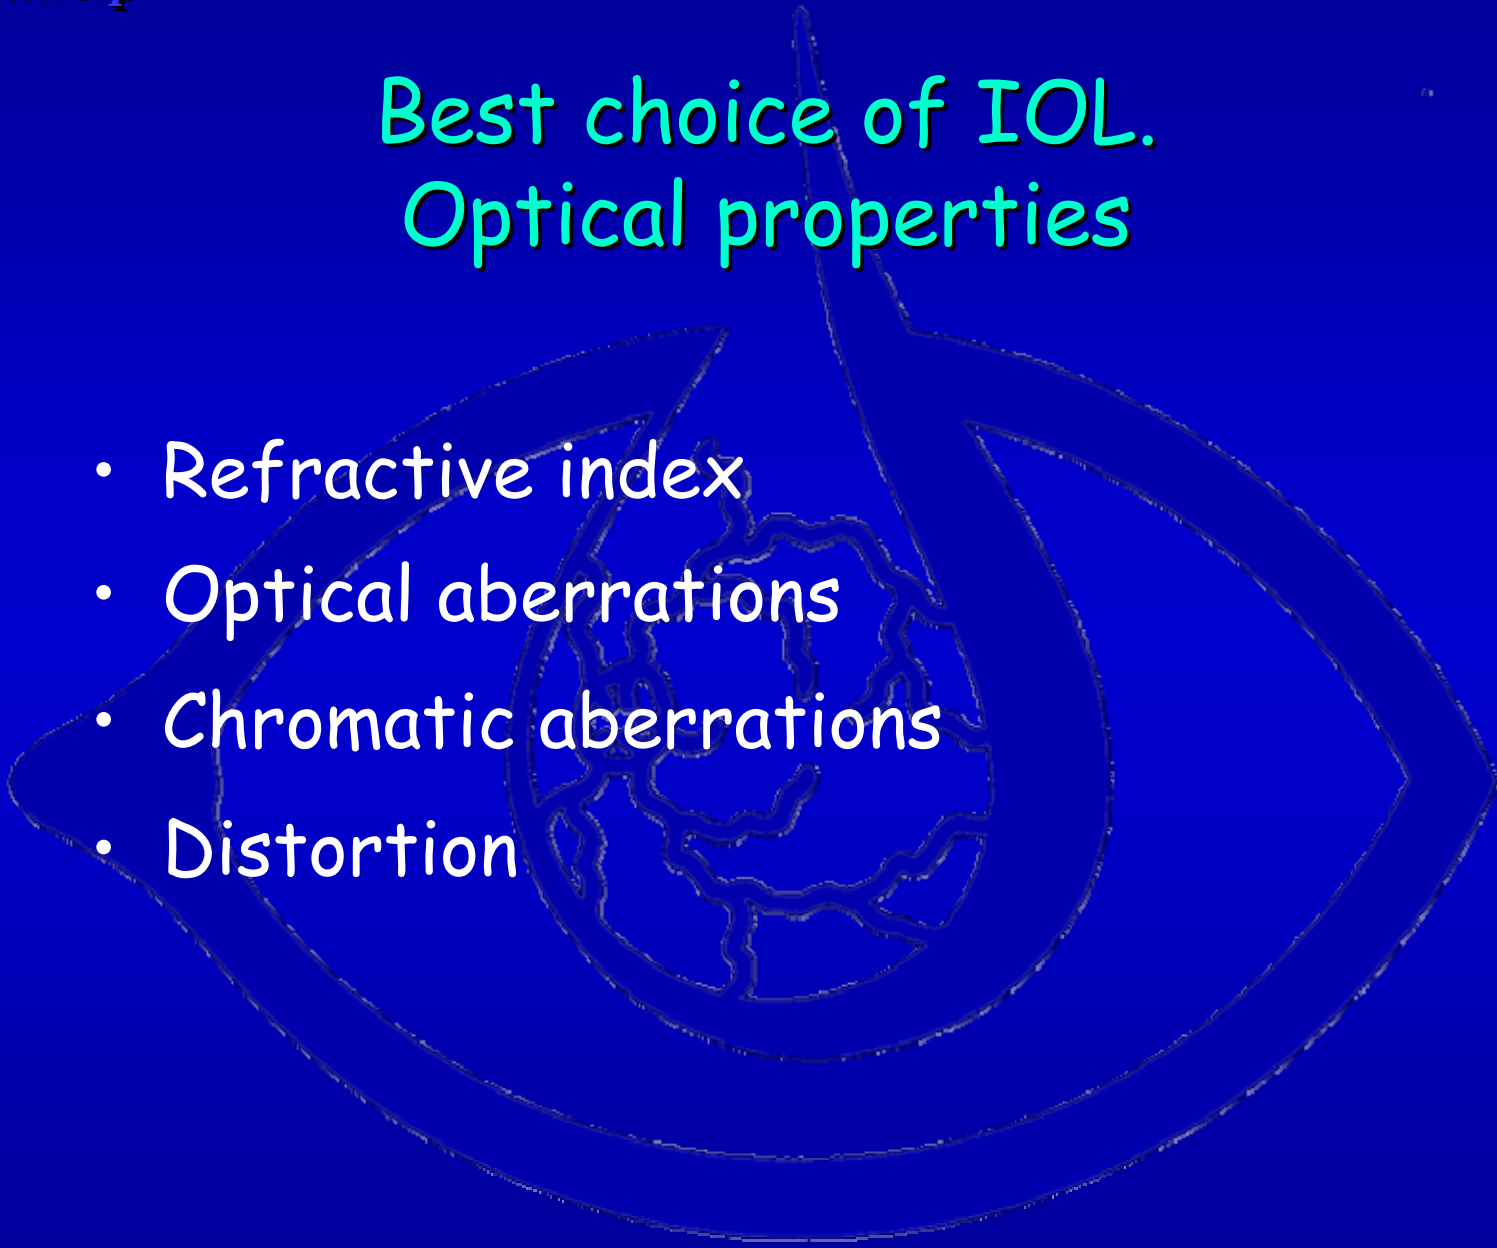 Best choice of IOL.
Optical properties
• Refractive index
• Optical aberrations
• Chromatic aberrations
• Distortion